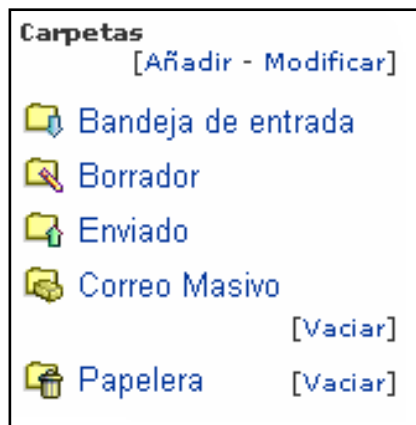 Carpetas
[Añadir - Modificar]
Bandeja de entrada
Borrador
Enviado
Correo Masivo
[Vaciar]
Papelera [Vaciar]